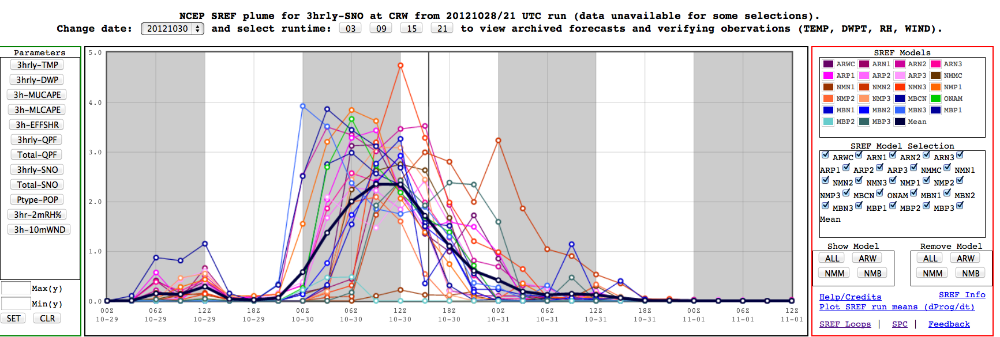 NCEP SREF plume for 3hrly-SNO at CRW from 20121028/21 UTC run (data unavailable for some selections).
Change date: 20121030 and select runtime: 03 09 15 21 to view archived forecasts and verifying obervations (TEMP, DWPT, RH, WIND).
Parameters
3hrly-TMP
3hrly-DWP
3h-MUCAPE
3h-MLCAPE
3h-EFFSHR
3hrly-QPF
Total-QPF
3hrly-SNO
Total-SNO
Ptype-POP
3hr-2mRH%
3h-10mWND
Max(y)
Min(y)
SET CLR
5.0
4.0
3.0
2.0
1.0
0.0
00Z 06Z 12Z 18Z 00Z 06Z 12Z 18Z 00Z 06Z 12Z 18Z 00Z 06Z 12Z
10-29 10-29 10-29 10-29 10-30 10-30 10-30 10-30 10-31 10-31 10-31 10-31 11-01 11-01 11-01
SREF Models
ARWC ARN1 ARN2 ARN3
ARP1 ARP2 ARP3 NMMC
NMN1 NMN2 NMN3 NMP1
NMP2 NMP3 MBCN ONAM
MBN1 MBN2 MBN3 MBP1
MBP2 MBP3 Mean
SREF Model Selection
ARWC ARN1 ARN2 ARN3
ARP1 ARP2 ARP3 NMMC NMN1
NMN2 NMN3 NMP1 NMP2
NMP3 MBCN ONAM MBN1 MBN2
MBN3 MBP1 MBP2 MBP3
Mean
Show Model
ALL ARW
NMM NMB
Remove Model
ALL ARW
NMM NMB
Help/Credits SREF Info
Plot SREF run means (dProg/dt)
SREF Loops | SPC | Feedback